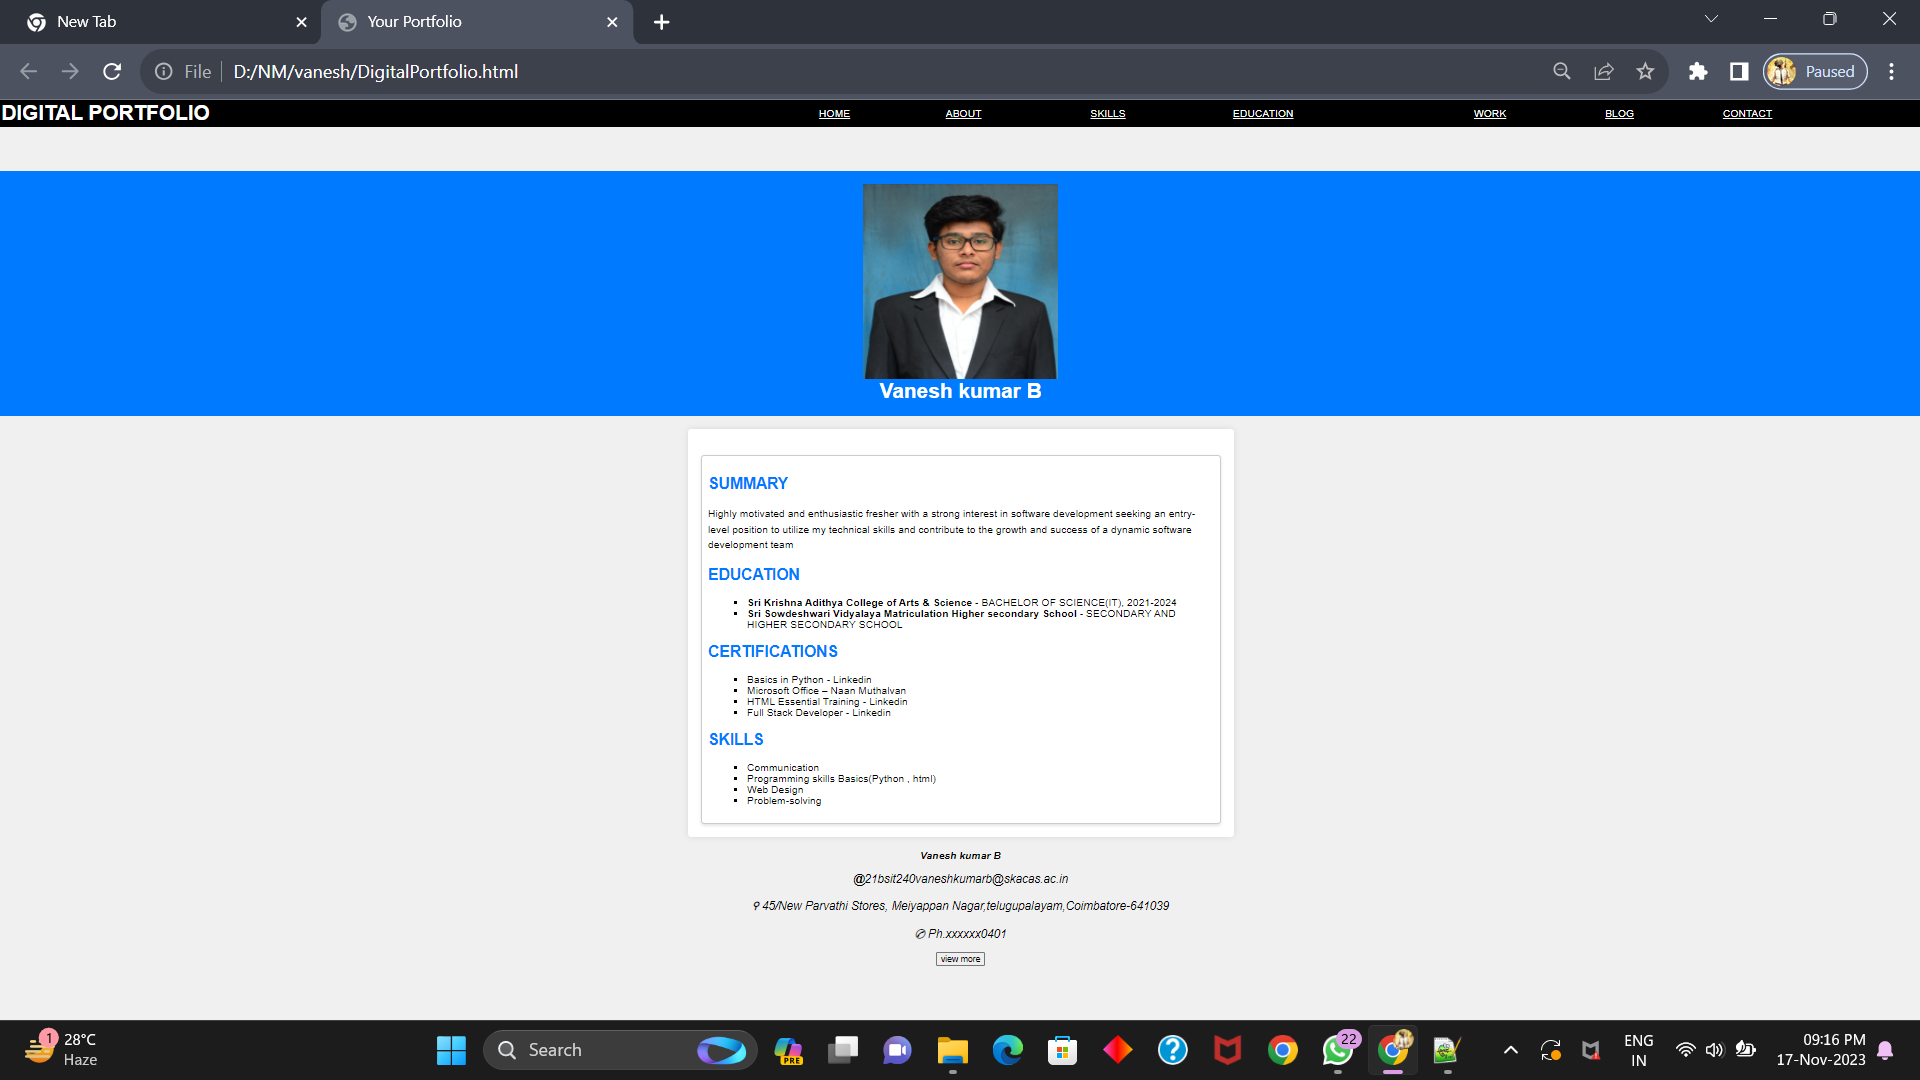 New Tab
Your Portfolio
File
D:/NM/vanesh/DigitalPortfolio.html
Paused
DIGITAL PORTFOLIO
HOME
ABOUT
SKILLS
EDUCATION
WORK
BLOG
CONTACT
Vanesh kumar B
SUMMARY
Highly motivated and enthusiastic fresher with a strong interest in software development seeking an entry-
level position to utilize my technical skills and contribute to the growth and success of a dynamic software
development team
EDUCATION
▪ Sri Krishna Adithya College of Arts & Science - BACHELOR OF SCIENCE(IT), 2021-2024
▪ Sri Sowdeshwari Vidyalaya Matriculation Higher secondary School - SECONDARY AND
HIGHER SECONDARY SCHOOL
CERTIFICATIONS
▪ Basics in Python - Linkedin
▪ Microsoft Office – Naan Muthalvan
▪ HTML Essential Training - Linkedin
▪ Full Stack Developer - Linkedin
SKILLS
▪ Communication
▪ Programming skills Basics(Python , html)
▪ Web Design
▪ Problem-solving
Vanesh kumar B
@21bsit240vaneshkumarb@skacas.ac.in
⚲ 45/New Parvathi Stores, Meiyappan Nagar,telugupalayam,Coimbatore-641039
✆ Ph.xxxxxx0401
view more
1
28°C
Haze
Search
PRE
22
ENG
IN
09:16 PM
17-Nov-2023